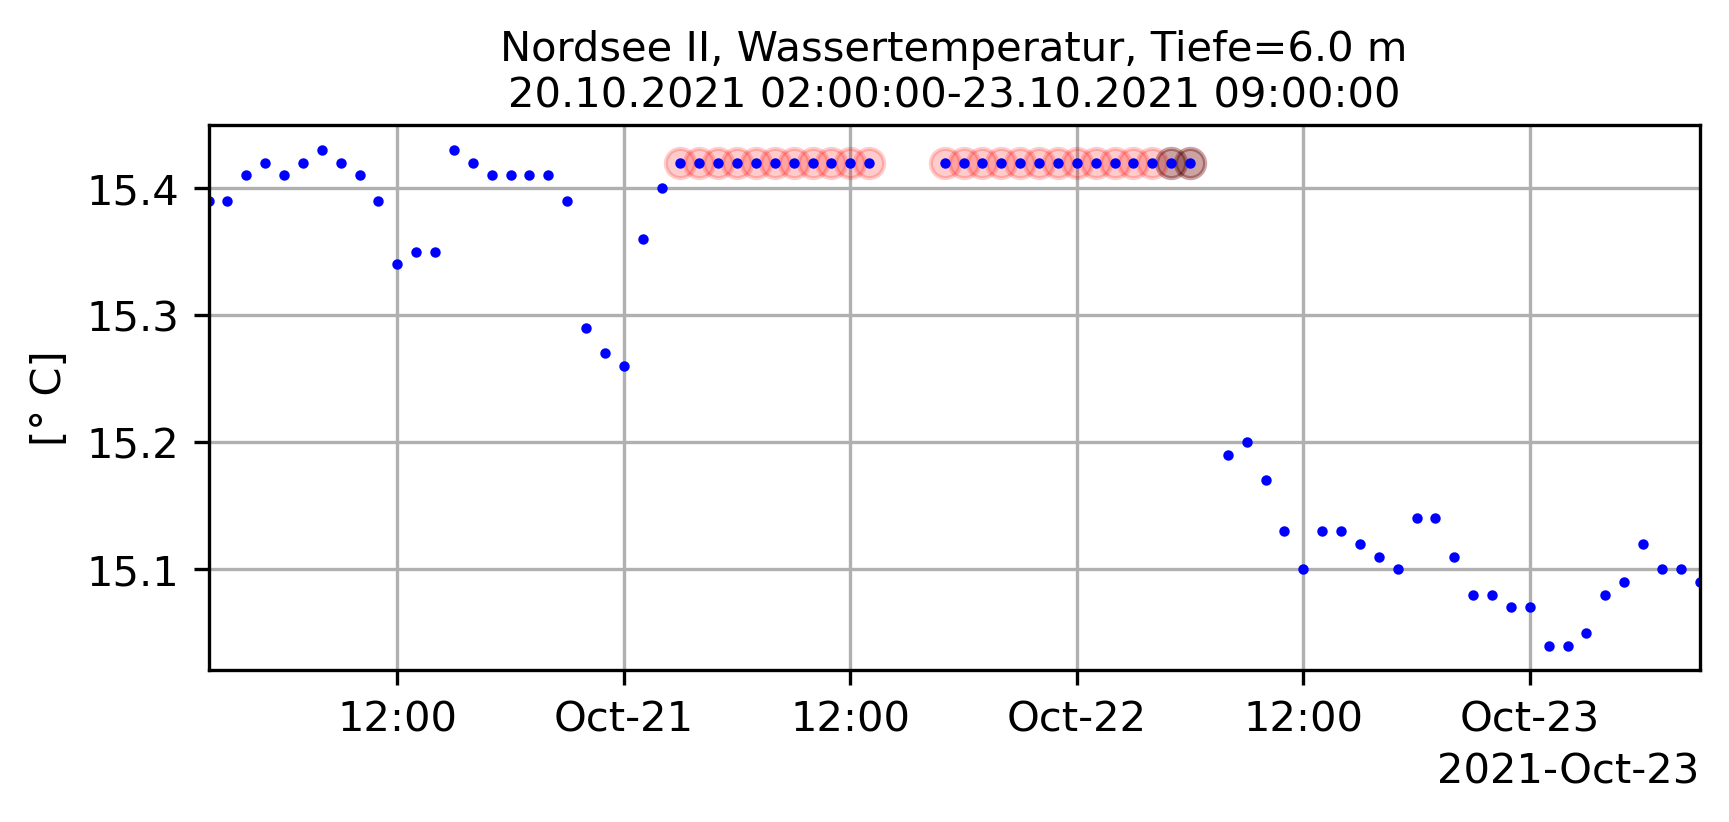 Nordsee II, Wassertemperatur, Tiefe=6.0 m
20.10.2021 02:00:00-23.10.2021 09:00:00
[° C]
15.4
15.3
15.2
15.1
12:00 Oct-21 12:00 Oct-22 12:00 Oct-23
2021-Oct-23